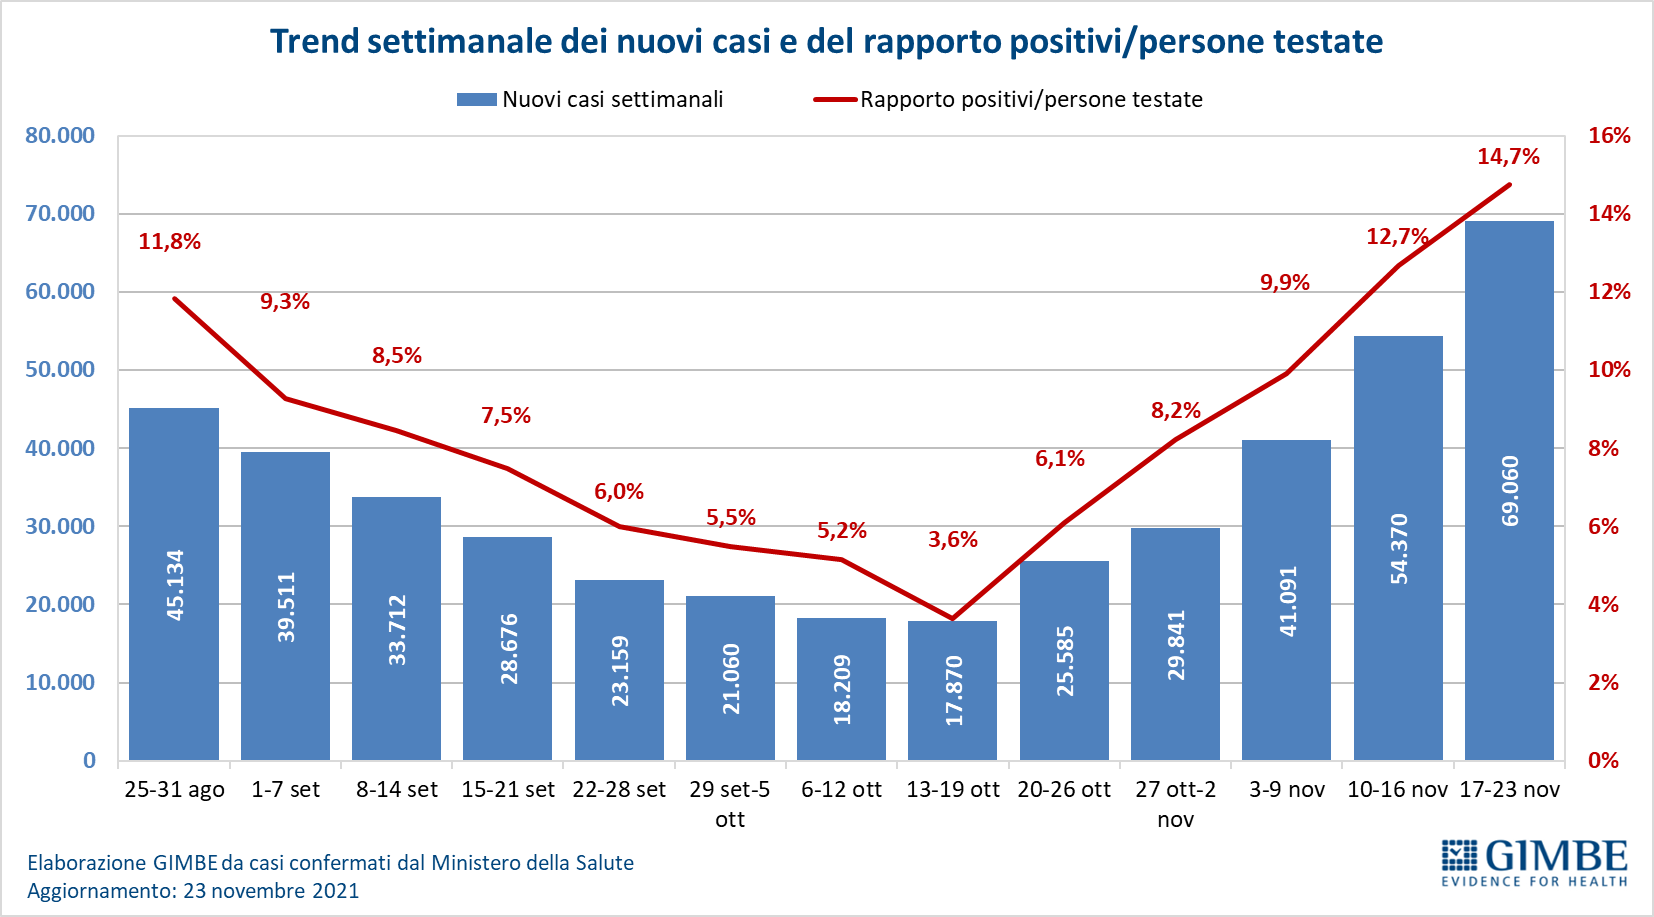 Trend settimanale dei nuovi casi e del rapporto positivi/persone testate
Nuovi casi settimanali
Rapporto positivi/persone testate
80.000
70.000
60.000
50.000
40.000
30.000
20.000
10.000
0
16%
14%
12%
10%
8%
6%
4%
2%
0%
11,8%
9,3%
8,5%
7,5%
6,0%
5,5%
5,2%
3,6%
6,1%
8,2%
9,9%
12,7%
14,7%
45.134
39.511
33.712
28.676
23.159
21.060
18.209
17.870
25.585
29.841
41.091
54.370
69.060
25-31 ago
1-7 set
8-14 set
15-21 set
22-28 set
29 set-5
ott
6-12 ott
13-19 ott
20-26 ott
27 ott-2
nov
3-9 nov
10-16 nov
17-23 nov
Elaborazione GIMBE da casi confermati dal Ministero della Salute
Aggiornamento: 23 novembre 2021
GIMBE
EVIDENCE FOR HEALTH